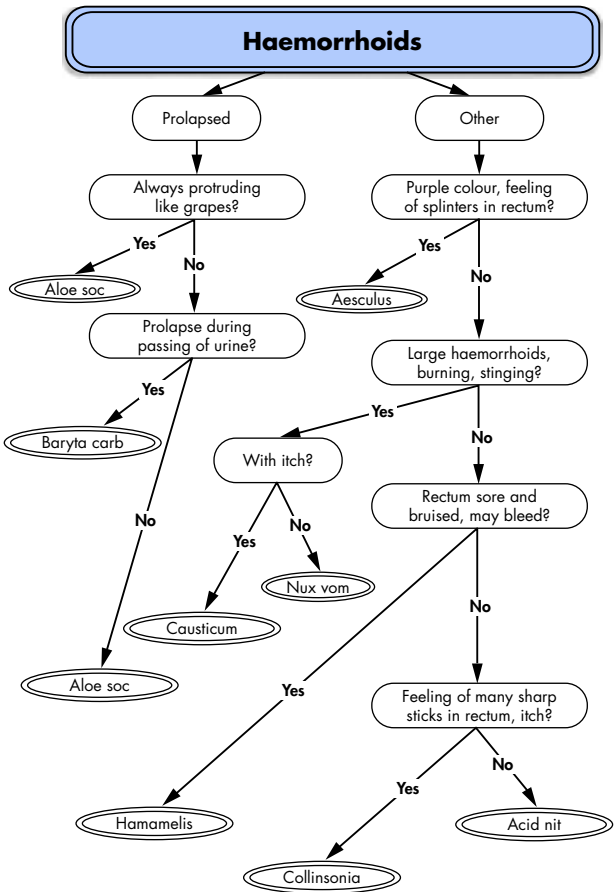 Haemorrhoids
Prolapsed
Other
Always protruding
like grapes?
Purple colour, feeling
of splinters in rectum?
Yes
No
Yes
No
Aloe soc
Aesculus
Prolapse during
passing of urine?
Large haemorrhoids,
burning, stinging?
Yes
Yes
No
Baryta carb
With itch?
Rectum sore and
bruised, may bleed?
No
Yes
No
Nux vom
Causticum
No
Aloe soc
Yes
Feeling of many sharp
sticks in rectum, itch?
No
Yes
Hamamelis
Acid nit
Collinsonia